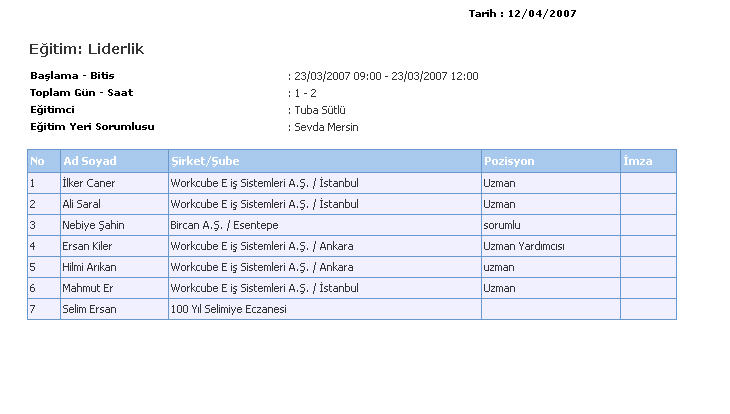 Tarih : 12/04/2007
Eğitim: Liderlik
Başlama - Bitis : 23/03/2007 09:00 - 23/03/2007 12:00
Toplam Gün - Saat : 1 - 2
Eğitimci : Tuba Sütlü
Eğitim Yeri Sorumlusu : Sevda Mersin
No Ad Soyad Şirket/Şube Pozisyon İmza
1 İlker Caner Workcube E iş Sistemleri A.Ş. / İstanbul Uzman
2 Ali Saral Workcube E iş Sistemleri A.Ş. / İstanbul Uzman
3 Nebiye Şahin Bircan A.Ş. / Esentepe sorumlu
4 Ersan Kiler Workcube E iş Sistemleri A.Ş. / Ankara Uzman Yardımcısı
5 Hilmi Arıkan Workcube E iş Sistemleri A.Ş. / Ankara uzman
6 Mahmut Er Workcube E iş Sistemleri A.Ş. / İstanbul Uzman
7 Selim Ersan 100 Yıl Selimiye Eczanesi